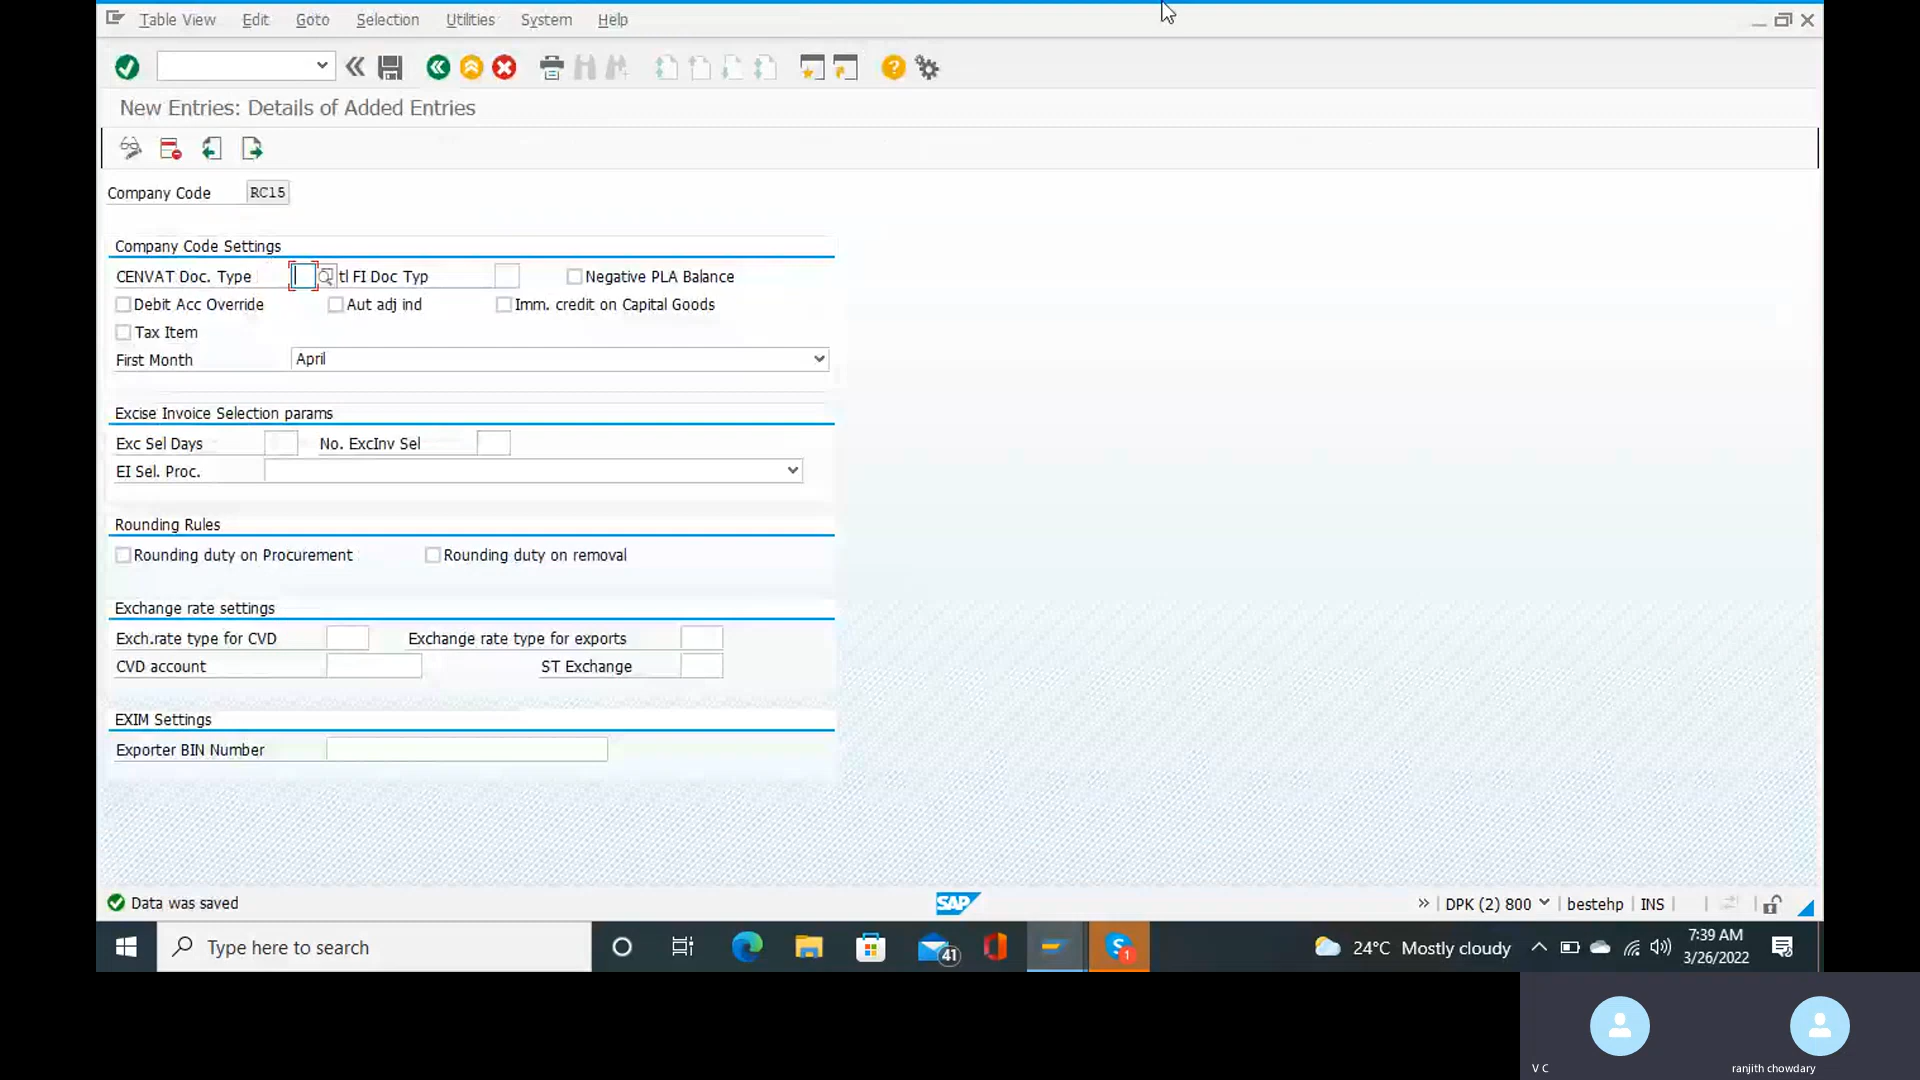 Table View Edit Goto Selection Utilities System Help
New Entries: Details of Added Entries
Company Code RC15
Company Code Settings
CENVAT Doc. Type tl FI Doc Typ Negative PLA Balance
Debit Acc Override Aut adj ind Imm. credit on Capital Goods
Tax Item
First Month April
Excise Invoice Selection params
Exc Sel Days No. ExcInv Sel
EI Sel. Proc.
Rounding Rules
Rounding duty on Procurement Rounding duty on removal
Exchange rate settings
Exch.rate type for CVD Exchange rate type for exports
CVD account ST Exchange
EXIM Settings
Exporter BIN Number
Data was saved SAP DPK (2) 800 bestehp INS
Type here to search 41 S 1 24°C Mostly cloudy 7:39 AM
3/26/2022
V C ranjith chowdary